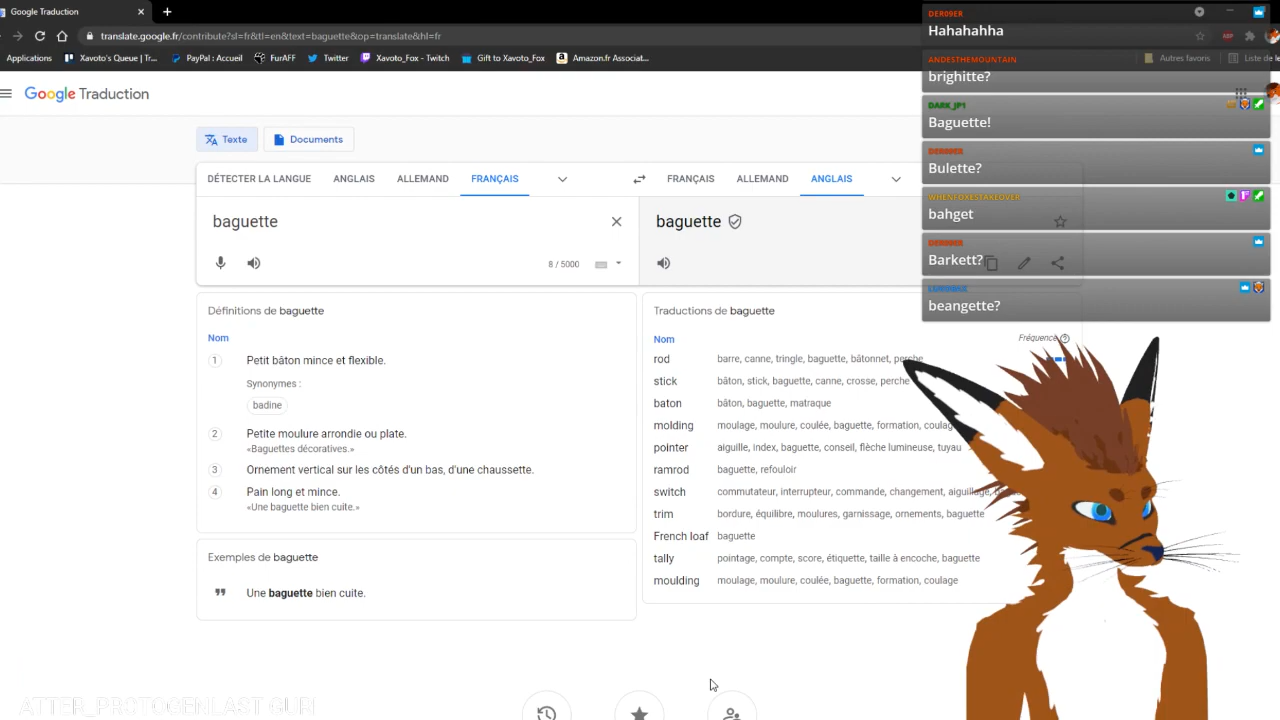 Google Traduction
translate.google.fr/contribute?sl=fr&tl=en&text=baguette&op=translate&hl=fr
Applications
Xavoto's Queue | Tr...
PayPal : Accueil
FurAFF
Twitter
Xavoto_Fox - Twitch
Gift to Xavoto_Fox
Amazon.fr Associat...
Autres favoris
Google Traduction
Texte
Documents
DÉTECTER LA LANGUE
ANGLAIS
ALLEMAND
FRANÇAIS
FRANÇAIS
ALLEMAND
ANGLAIS
baguette
8 / 5000
baguette
Définitions de baguette
Nom
1 Petit bâton mince et flexible.
Synonymes :
badine
2 Petite moulure arrondie ou plate.
«Baguettes décoratives.»
3 Ornement vertical sur les côtés d'un bas, d'une chaussette.
4 Pain long et mince.
«Une baguette bien cuite.»
Exemples de baguette
Une baguette bien cuite.
Traductions de baguette
Nom
Fréquence
rod barre, canne, tringle, baguette, bâtonnet, perche
stick bâton, stick, baguette, canne, crosse, perche
baton bâton, baguette, matraque
molding moulage, moulure, coulée, baguette, formation, coulage
pointer aiguille, index, baguette, conseil, flèche lumineuse, tuyau
ramrod baguette, refouloir
switch commutateur, interrupteur, commande, changement, aiguillage,
trim bordure, équilibre, moulures, garnissage, ornements, baguette
French loaf baguette
tally pointage, compte, score, étiquette, taille à encoche, baguette
moulding moulage, moulure, coulée, baguette, formation, coulage
DER09ER
Hahahahha
ANDESTHEMOUNTAIN
brighitte?
DARK_JP1
Baguette!
DER09ER
Bulette?
WHENFOXESTAKEOVER
bahget
DER09ER
Barkett?
beangette?